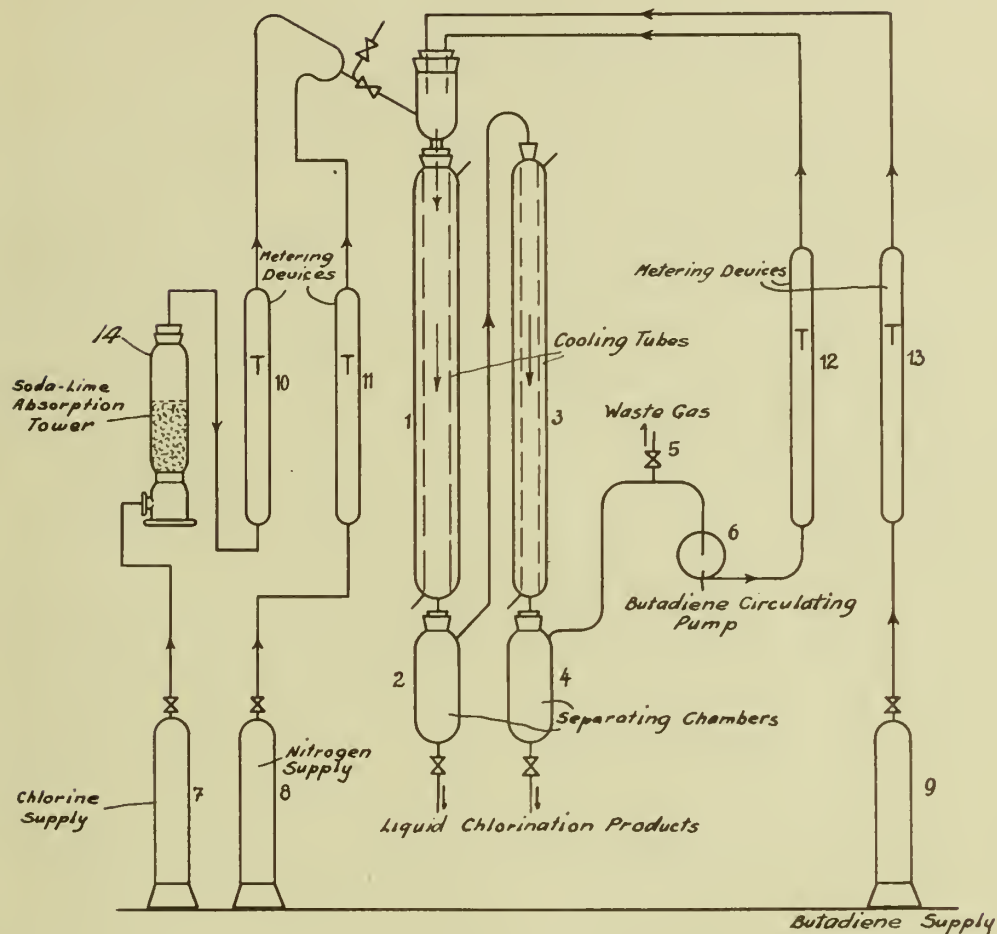 Metering
Devices
14
Soda-Lime
Absorption
Tower
10
11
1
3
Cooling Tubes
Metering Devices
12
13
Waste Gas
5
6
Butadiene Circulating
Pump
2
4
Separating Chambers
Nitrogen
Supply
Chlorine
Supply
7
8
9
Liquid Chlorination Products
Butadiene Supply